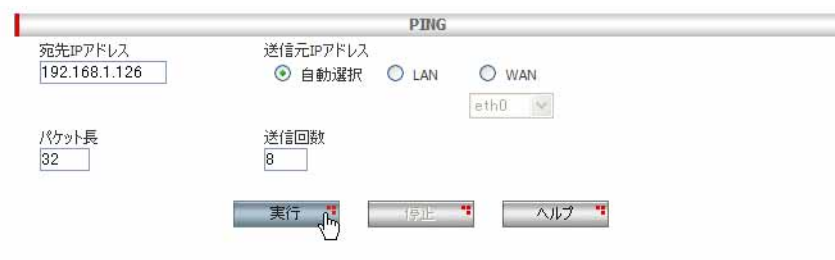 PING
宛先IPアドレス 送信元IPアドレス
192.168.1.126 自動選択 LAN WAN
eth0
パケット長 送信回数
32 8
実行 停止 ヘルプ